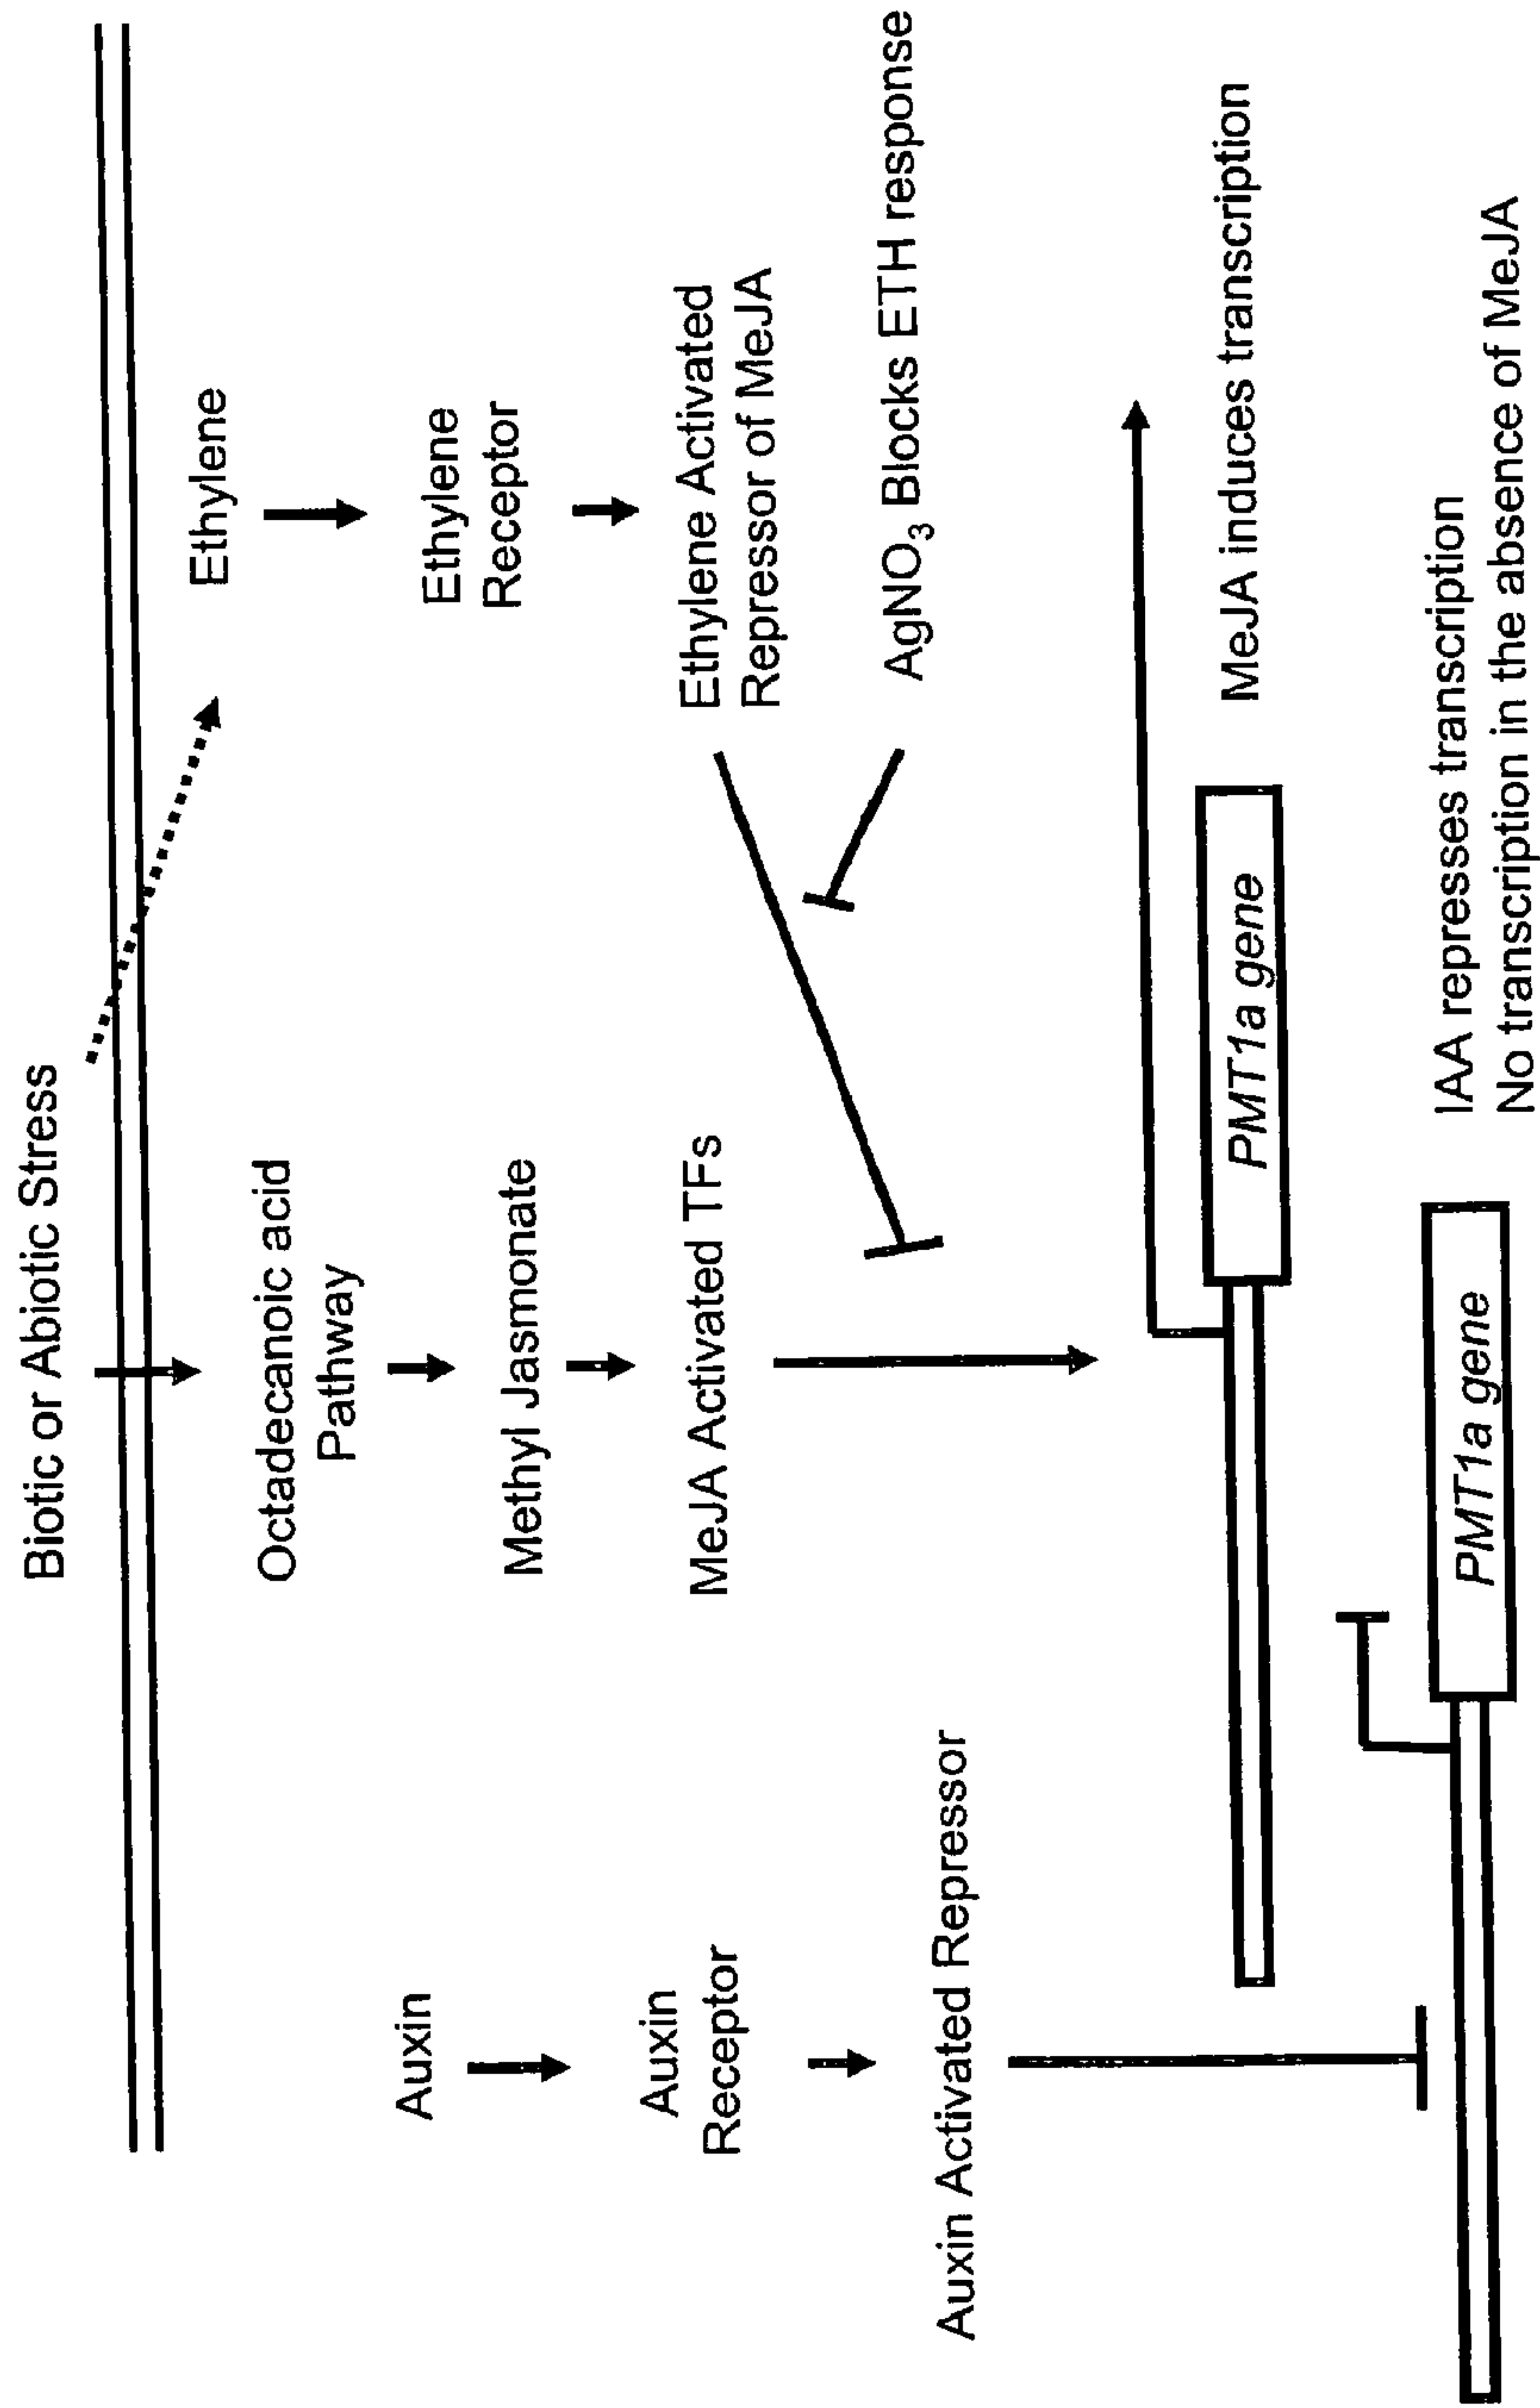 Biotic or Abiotic Stress
Octadecanoic acid
Pathway
Methyl Jasmonate
MeJA Activated TFs
Ethylene
Ethylene
Receptor
Ethylene Activated
Repressor of MeJA
AgNO₃ Blocks ETH response
Auxin
Auxin
Receptor
Auxin Activated Repressor
PMT1a gene
MeJA induces transcription
PMT1a gene
IAA represses transcription
No transcription in the absence of MeJA